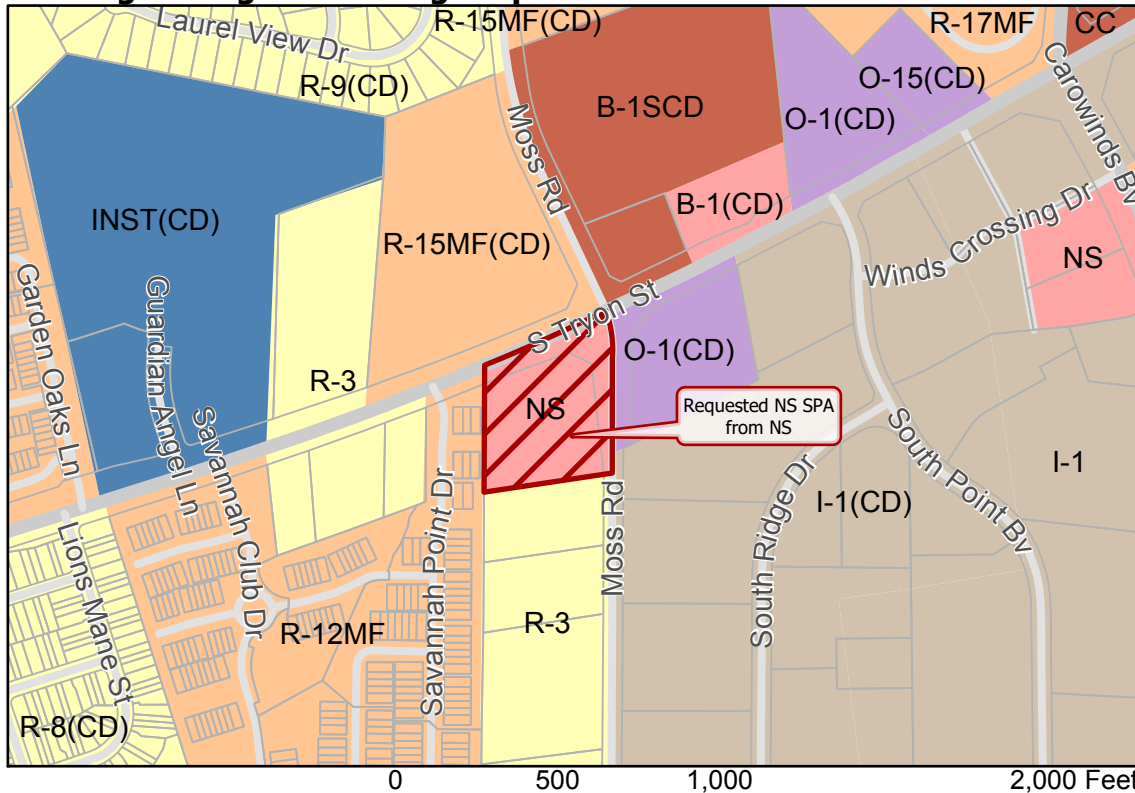 Laurel View Dr
R-15MF(CD)
R-17MF
CC
R-9(CD)
O-15(CD)
B-1SCD
O-1(CD)
Moss Rd
Carowinds Bv
B-1(CD)
INST(CD)
R-15MF(CD)
Winds Crossing Dr
NS
Garden Oaks Ln
Guardian Angel Ln
S Tryon St
O-1(CD)
R-3
NS
Requested NS SPA
from NS
Savannah Club Dr
Savannah Point Dr
South Point Bv
I-1
I-1(CD)
South Ridge Dr
Moss Rd
Lions Mane St
R-12MF
R-3
R-8(CD)
0 500 1,000 2,000 Feet